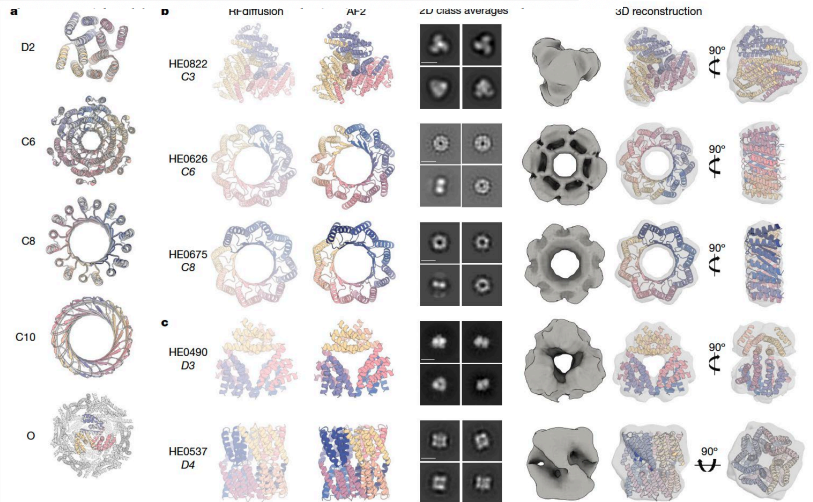 a
D2
C6
C8
C10
O
b
RFdiffusion AF2 2D class averages 3D reconstruction
HE0822
C3
90°
HE0626
C6
90°
HE0675
C8
90°
c
HE0490
D3
90°
HE0537
D4
90°